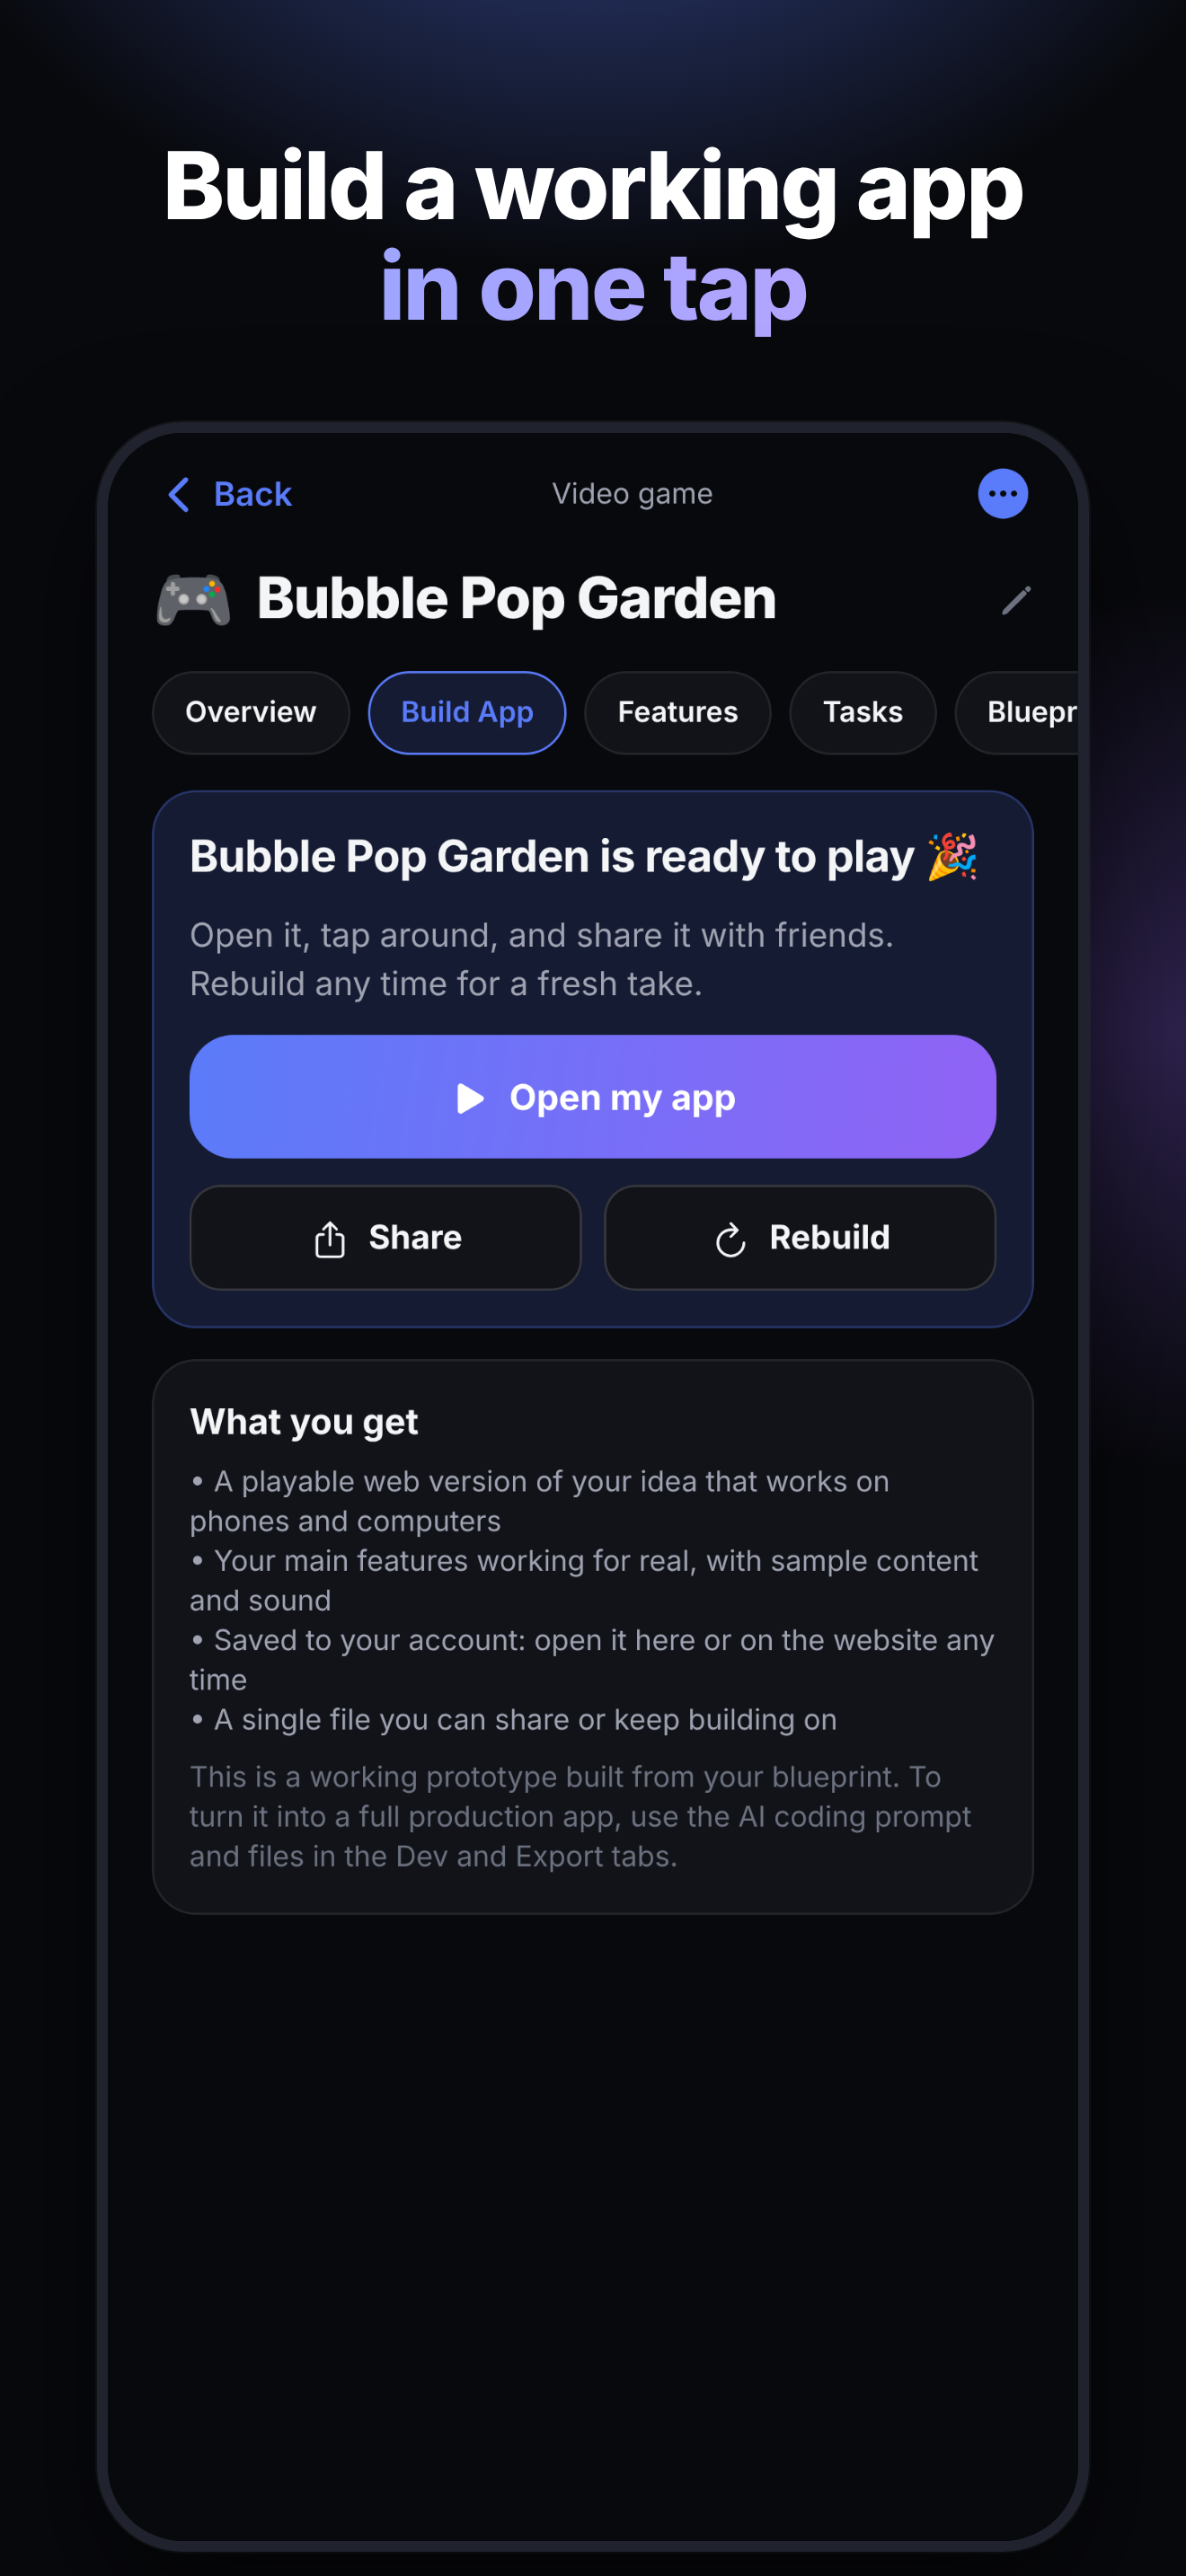 Build a working app
in one tap
Back
Video game
Bubble Pop Garden
Overview
Build App
Features
Tasks
Bluepr
Bubble Pop Garden is ready to play 🎉
Open it, tap around, and share it with friends.
Rebuild any time for a fresh take.
Open my app
Share
Rebuild
What you get
• A playable web version of your idea that works on
phones and computers
• Your main features working for real, with sample content
and sound
• Saved to your account: open it here or on the website any
time
• A single file you can share or keep building on
This is a working prototype built from your blueprint. To
turn it into a full production app, use the AI coding prompt
and files in the Dev and Export tabs.